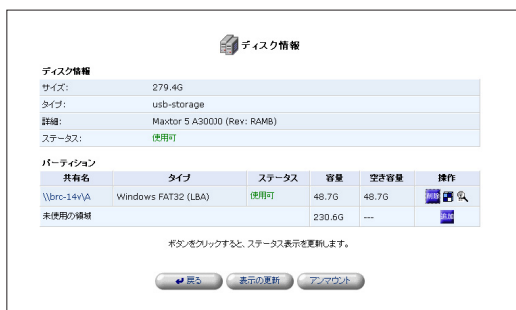 ディスク情報
ディスク情報
サイズ: 279.4G
タイプ: usb-storage
詳細: Maxtor 5 A300J0 (Rev: RAMB)
ステータス: 使用可
パーティション
共有名 タイプ ステータス 容量 空き容量 操作
\\brc-14v\A Windows FAT32 (LBA) 使用可 48.7G 48.7G 削除
未使用の領域 230.6G --- 追加
ボタンをクリックすると、ステータス表示を更新します。
戻る 表示の更新 アンマウント